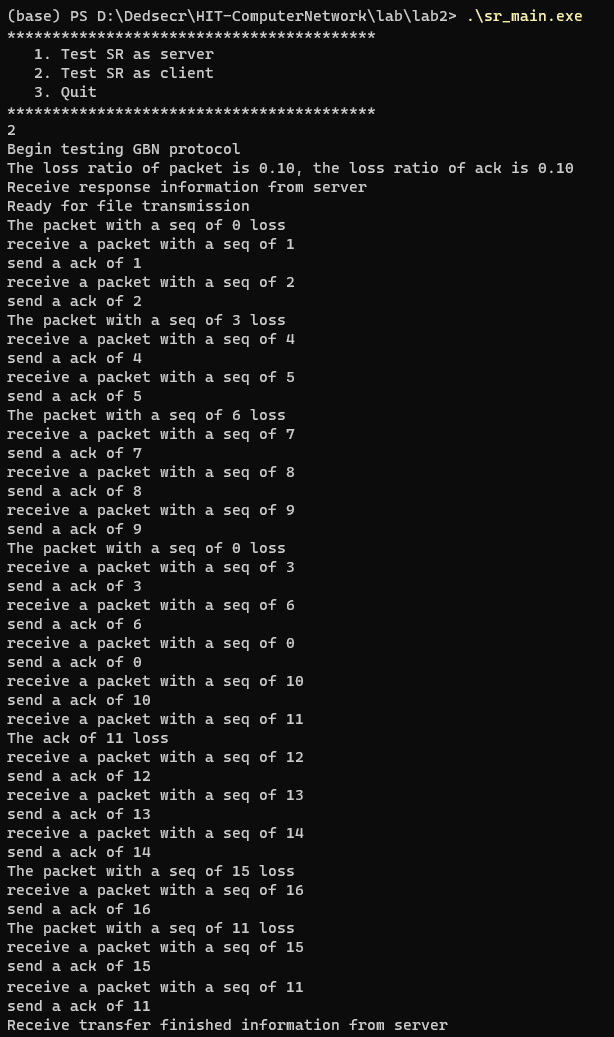 (base) PS D:\Dedsecr\HIT-ComputerNetwork\lab\lab2> .\sr_main.exe
*****************************************
   1. Test SR as server
   2. Test SR as client
   3. Quit
*****************************************
2
Begin testing GBN protocol
The loss ratio of packet is 0.10, the loss ratio of ack is 0.10
Receive response information from server
Ready for file transmission
The packet with a seq of 0 loss
receive a packet with a seq of 1
send a ack of 1
receive a packet with a seq of 2
send a ack of 2
The packet with a seq of 3 loss
receive a packet with a seq of 4
send a ack of 4
receive a packet with a seq of 5
send a ack of 5
The packet with a seq of 6 loss
receive a packet with a seq of 7
send a ack of 7
receive a packet with a seq of 8
send a ack of 8
receive a packet with a seq of 9
send a ack of 9
The packet with a seq of 0 loss
receive a packet with a seq of 3
send a ack of 3
receive a packet with a seq of 6
send a ack of 6
receive a packet with a seq of 0
send a ack of 0
receive a packet with a seq of 10
send a ack of 10
receive a packet with a seq of 11
The ack of 11 loss
receive a packet with a seq of 12
send a ack of 12
receive a packet with a seq of 13
send a ack of 13
receive a packet with a seq of 14
send a ack of 14
The packet with a seq of 15 loss
receive a packet with a seq of 16
send a ack of 16
The packet with a seq of 11 loss
receive a packet with a seq of 15
send a ack of 15
receive a packet with a seq of 11
send a ack of 11
Receive transfer finished information from server